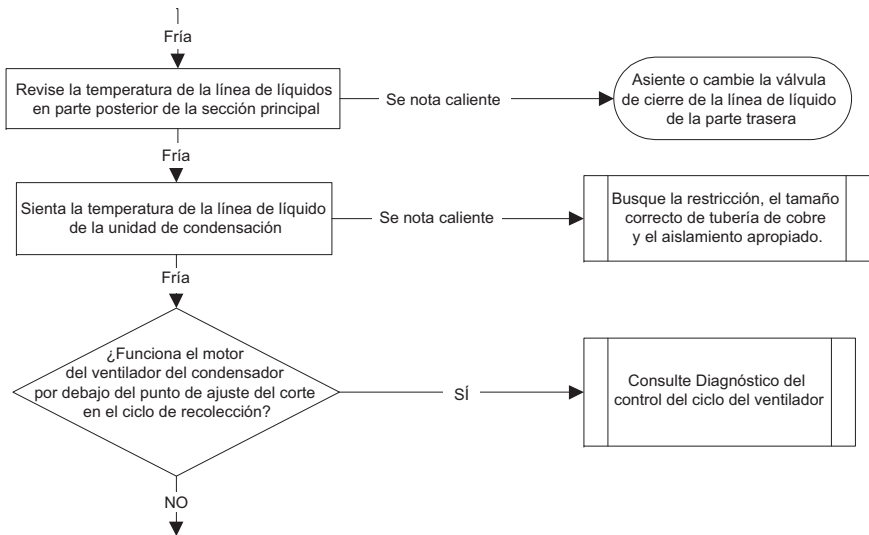 Fría
Revise la temperatura de la línea de líquidos
en parte posterior de la sección principal
Se nota caliente
Asiente o cambie la válvula
de cierre de la línea de líquido
de la parte trasera
Fría
Sienta la temperatura de la línea de líquido
de la unidad de condensación
Se nota caliente
Busque la restricción, el tamaño
correcto de tubería de cobre
y el aislamiento apropiado.
Fría
¿Funciona el motor
del ventilador del condensador
por debajo del punto de ajuste del corte
en el ciclo de recolección?
SÍ
Consulte Diagnóstico del
control del ciclo del ventilador
NO